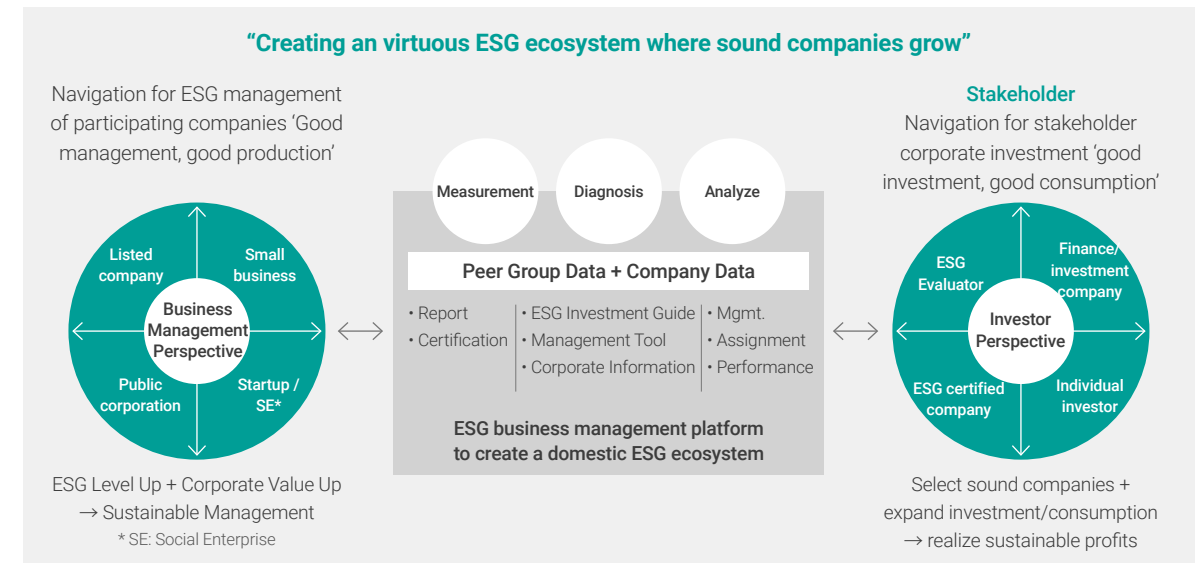 “Creating an virtuous ESG ecosystem where sound companies grow”
Navigation for ESG management
of participating companies ‘Good
management, good production’
Listed
company
Small
business
Business
Management
Perspective
Public
corporation
Startup /
SE*
ESG Level Up + Corporate Value Up
→ Sustainable Management
* SE: Social Enterprise
Measurement
Diagnosis
Analyze
Peer Group Data + Company Data
• Report
• Certification
• ESG Investment Guide
• Management Tool
• Corporate Information
• Mgmt.
• Assignment
• Performance
ESG business management platform
to create a domestic ESG ecosystem
Stakeholder
Navigation for stakeholder
corporate investment ‘good
investment, good consumption’
ESG
Evaluator
Finance/
investment
company
Investor
Perspective
ESG certified
company
Individual
investor
Select sound companies +
expand investment/consumption
→ realize sustainable profits